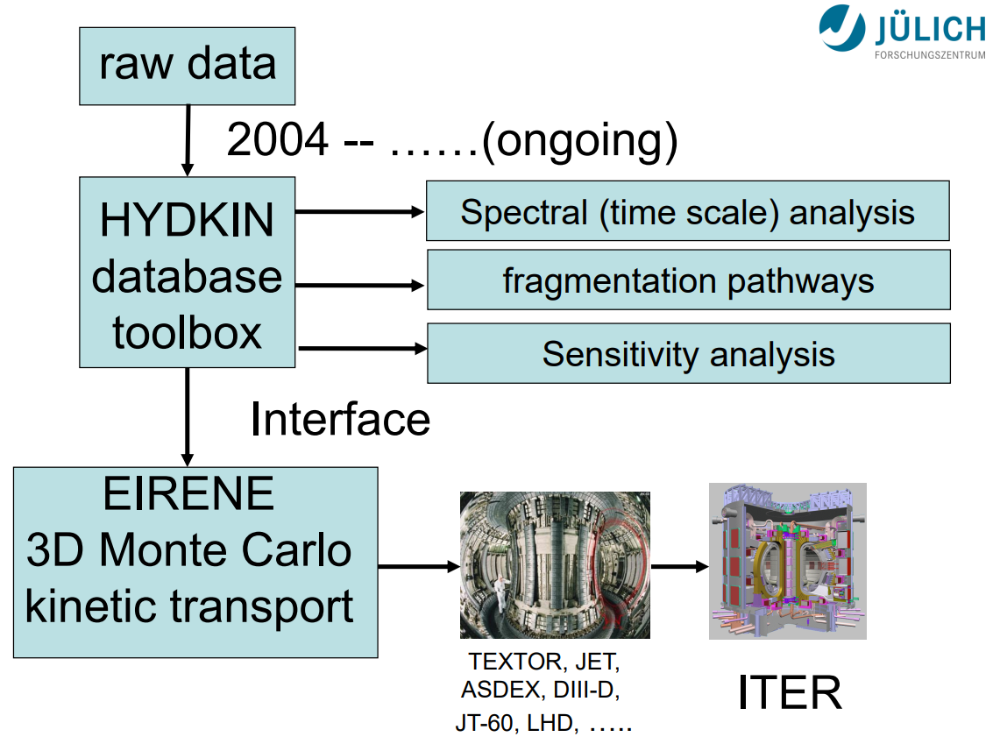 JÜLICH
FORSCHUNGSZENTRUM
raw data
2004 -- ……(ongoing)
HYDKIN
database
toolbox
Spectral (time scale) analysis
fragmentation pathways
Sensitivity analysis
Interface
EIRENE
3D Monte Carlo
kinetic transport
TEXTOR, JET,
ASDEX, DIII-D,
JT-60, LHD, …..
ITER